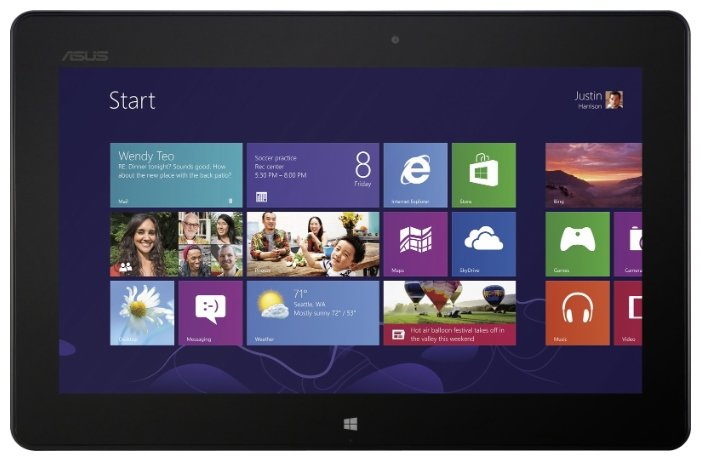 ASUS
Start
Justin
Harrison
Wendy Teo
RE: Dinner tonight? Sounds good. How
about the new place with the back patio?
Mail
8
Soccer practice
Rec center
5:30 PM – 8:00 PM
8
Friday
Internet Explorer
Store
Bing
Photos
Maps
SkyDrive
Games
Camera
Desktop
:-)
Messaging
71°
Seattle, WA
Mostly sunny 72° / 53°
Weather
Hot air balloon festival takes off in
the valley this weekend
Music
Video